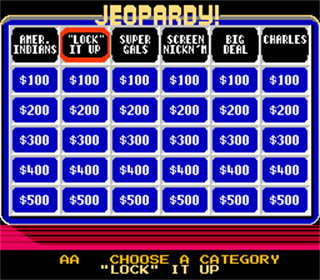 JEOPARDY!
AMER. INDIANS
"LOCK" IT UP
SUPER GALS
SCREEN NICKN'M
BIG DEAL
CHARLES
$100 $100 $100 $100 $100 $100
$200 $200 $200 $200 $200 $200
$300 $300 $300 $300 $300 $300
$400 $400 $400 $400 $400 $400
$500 $500 $500 $500 $500 $500
AA CHOOSE A CATEGORY
"LOCK" IT UP